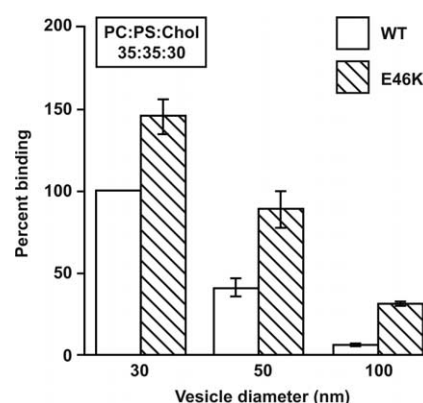 200
150
100
50
0
Percent binding
PC:PS:Chol
35:35:30
WT
E46K
30
50
100
Vesicle diameter (nm)